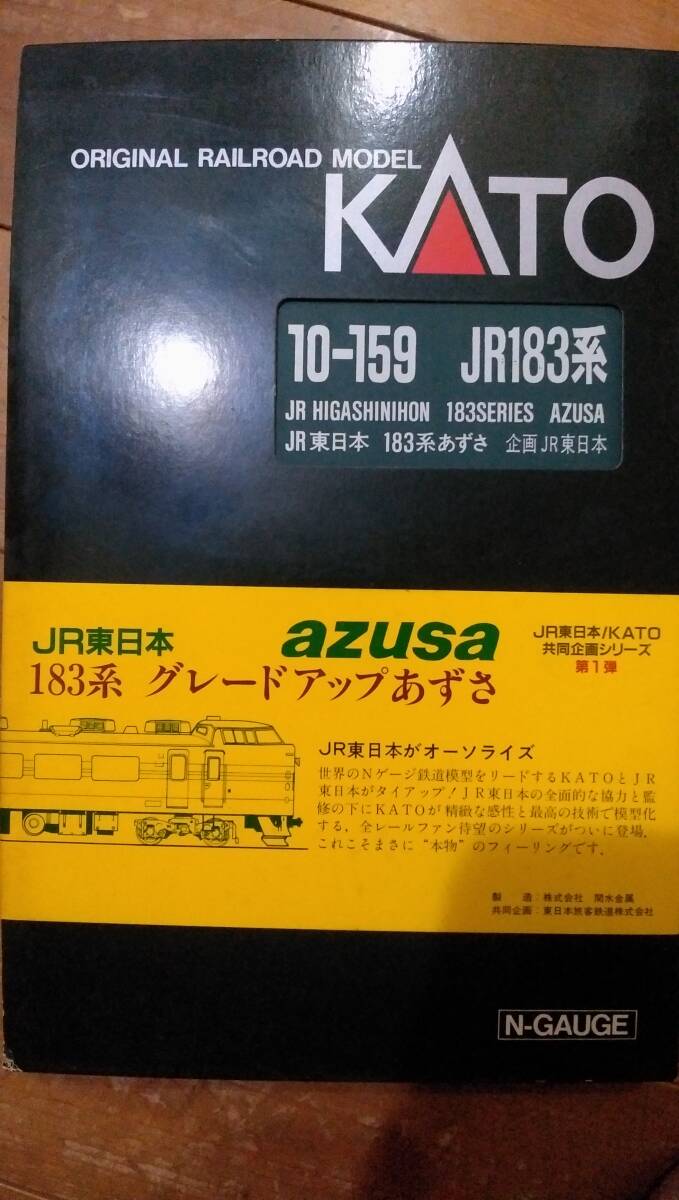 ORIGINAL RAILROAD MODEL
KATO
10-159 JR183系
JR HIGASHINIHON 183SERIES AZUSA
JR東日本 183系あずさ 企画 JR東日本
JR東日本 azusa
183系 グレードアップあずさ
JR東日本/KATO
共同企画シリーズ
第1弾
JR東日本がオーソライズ
世界のNゲージ鉄道模型をリードするKATOとJR
東日本がタイアップ!JR東日本の全面的な協力と監
修の下にKATOが精緻な感性と最高の技術で模型化
する,全レールファン待望のシリーズがついに登場.
これこそまさに"本物"のフィーリングです.
製 造:株式会社 関水金属
共同企画:東日本旅客鉄道株式会社
N-GAUGE